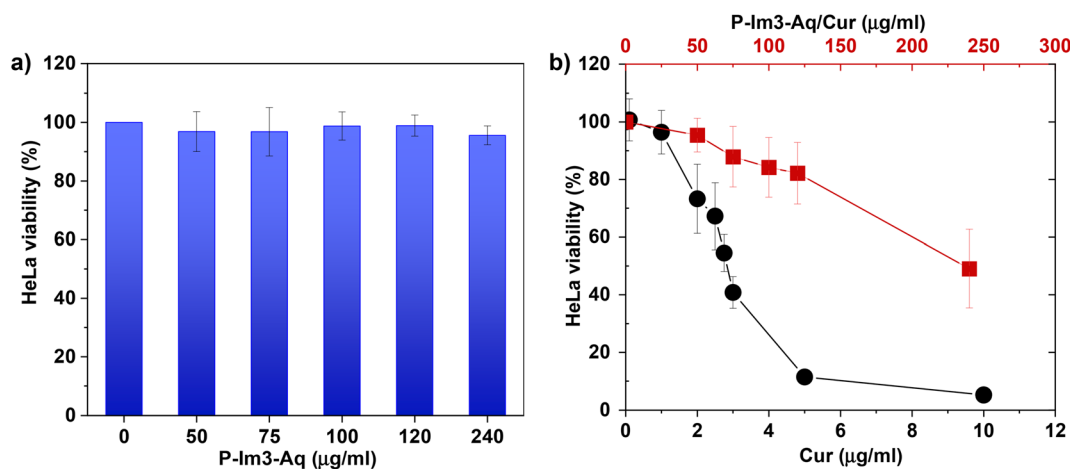 a)
HeLa viability (%)
120
100
80
60
40
20
0
0 50 75 100 120 240
P-Im3-Aq (μg/ml)
b)
P-Im3-Aq/Cur (μg/ml)
0 50 100 150 200 250 300
HeLa viability (%)
120
100
80
60
40
20
0
0 2 4 6 8 10 12
Cur (μg/ml)